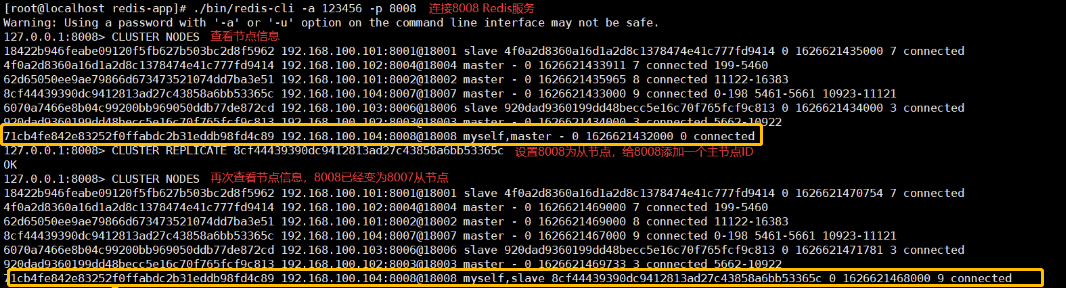 [root@localhost redis-app]# ./bin/redis-cli -a 123456 -p 8008 连接8008 Redis服务
Warning: Using a password with '-a' or '-u' option on the command line interface may not be safe.
127.0.0.1:8008> CLUSTER NODES 查看节点信息
18422b946feabe09120f5fb627b503bc2d8f5962 192.168.100.101:8001@18001 slave 4f0a2d8360a16d1a2d8c1378474e41c777fd9414 0 1626621435000 7 connected
4f0a2d8360a16d1a2d8c1378474e41c777fd9414 192.168.100.102:8004@18004 master - 0 1626621433911 7 connected 199-5460
62d65050ee9ae79866d673473521074dd7ba3e51 192.168.100.101:8002@18002 master - 0 1626621435965 8 connected 11122-16383
8cf44439390dc9412913ad27c43858a6bb53365c 192.168.100.104:8007@18007 master - 0 1626621433000 9 connected 0-198 5461-5661 10923-11121
6070a7466e8b04c99200bb969050ddb77de872cd 192.168.100.103:8006@18006 slave 920dad9360199dd48becc5e16c70f765fcf9c813 0 1626621434000 3 connected
920dad9360199dd48becc5e16c70f765fcf9c813 192.168.100.103:8003@18003 master - 0 1626621434000 3 connected 5662-10922
71cb4fe842e83252f0ffabdc2b31eddb98fd4c89 192.168.100.104:8008@18008 myself,master - 0 1626621432000 0 connected
127.0.0.1:8008> CLUSTER REPLICATE 8cf44439390dc9412913ad27c43858a6bb53365c 设置8008为从节点，给8008添加一个主节点ID
OK
127.0.0.1:8008> CLUSTER NODES 再次查看节点信息，8008已经变为8007从节点
18422b946feabe09120f5fb627b503bc2d8f5962 192.168.100.101:8001@18001 slave 4f0a2d8360a16d1a2d8c1378474e41c777fd9414 0 1626621470754 7 connected
4f0a2d8360a16d1a2d8c1378474e41c777fd9414 192.168.100.102:8004@18004 master - 0 1626621469000 7 connected 199-5460
62d65050ee9ae79866d673473521074dd7ba3e51 192.168.100.101:8002@18002 master - 0 1626621469000 8 connected 11122-16383
8cf44439390dc9412913ad27c43858a6bb53365c 192.168.100.104:8007@18007 master - 0 1626621467000 9 connected 0-198 5461-5661 10923-11121
6070a7466e8b04c99200bb969050ddb77de872cd 192.168.100.103:8006@18006 slave 920dad9360199dd48becc5e16c70f765fcf9c813 0 1626621471781 3 connected
920dad9360199dd48becc5e16c70f765fcf9c813 192.168.100.103:8003@18003 master - 0 1626621469733 3 connected 5662-10922
71cb4fe842e83252f0ffabdc2b31eddb98fd4c89 192.168.100.104:8008@18008 myself,slave 8cf44439390dc9412913ad27c43858a6bb53365c 0 1626621468000 9 connected